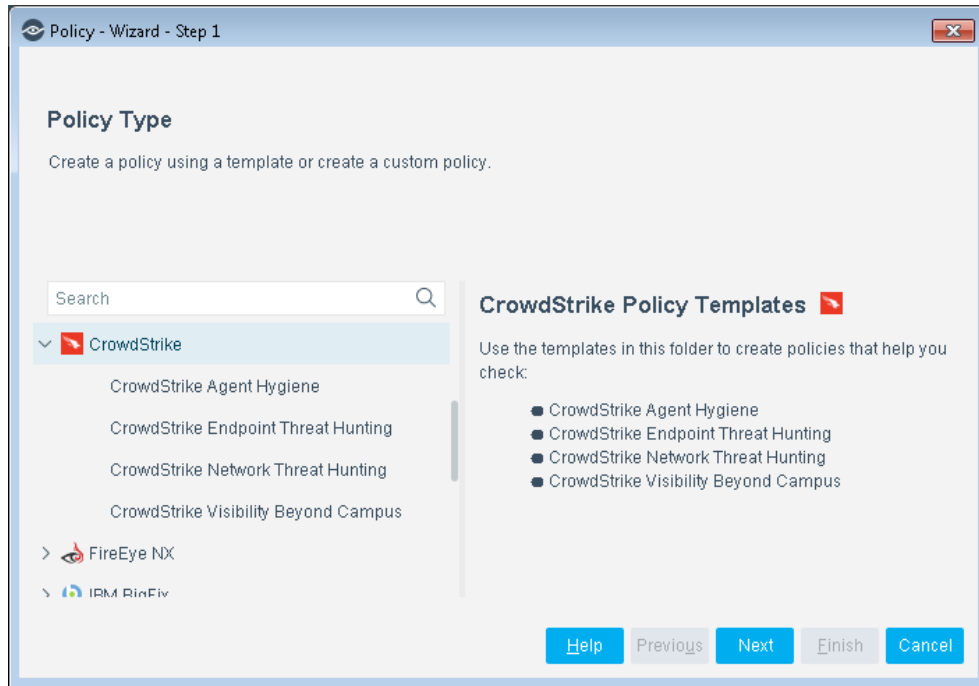 Policy - Wizard - Step 1
Policy Type
Create a policy using a template or create a custom policy.
Search
CrowdStrike
CrowdStrike Agent Hygiene
CrowdStrike Endpoint Threat Hunting
CrowdStrike Network Threat Hunting
CrowdStrike Visibility Beyond Campus
FireEye NX
IBM BigFix
CrowdStrike Policy Templates
Use the templates in this folder to create policies that help you
check:
CrowdStrike Agent Hygiene
CrowdStrike Endpoint Threat Hunting
CrowdStrike Network Threat Hunting
CrowdStrike Visibility Beyond Campus
Help Previous Next Finish Cancel